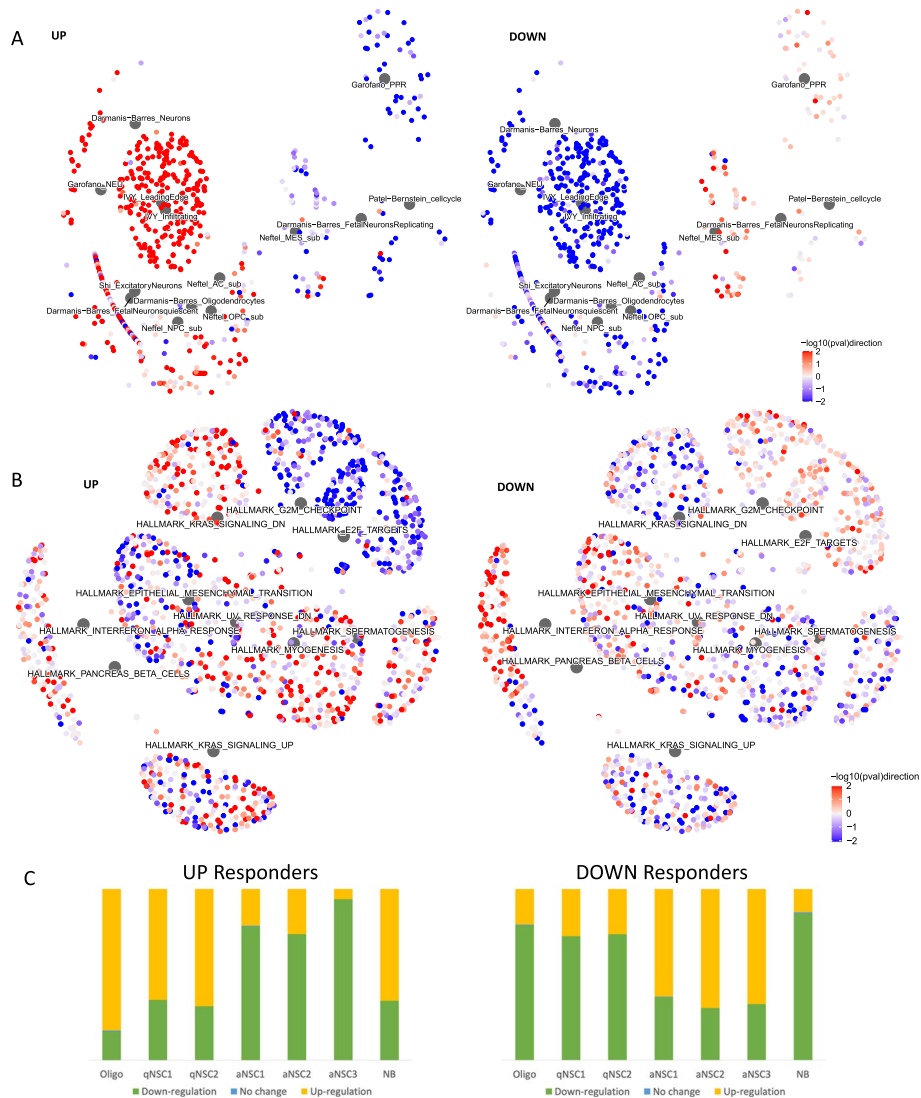 A
UP
DOWN
Garofano_PPR
Garofano_PPR
Darmanis−Barres_Neurons
Darmanis−Barres_Neurons
Garofano_NEU
Garofano_NEU
IVY_LeadingEdge
IVY_LeadingEdge
IVY_Infiltrating
IVY_Infiltrating
Patel−Bernstein_cellcycle
Patel−Bernstein_cellcycle
Darmanis−Barres_FetalNeuronsReplicating
Darmanis−Barres_FetalNeuronsReplicating
Neftel_MES_sub
Neftel_MES_sub
Neftel_AC_sub
Neftel_AC_sub
Shi_ExcitatoryNeurons
Shi_ExcitatoryNeurons
Darmanis−Barres_Oligodendrocytes
Darmanis−Barres_Oligodendrocytes
Darmanis−Barres_FetalNeuronsquiescent
Neftel_OPC_sub
Darmanis−Barres_FetalNeuronsquiescent
Neftel_OPC_sub
Neftel_NPC_sub
Neftel_NPC_sub
−log10(pval)direction
2
1
0
−1
−2
B
UP
DOWN
HALLMARK_G2M_CHECKPOINT
HALLMARK_G2M_CHECKPOINT
HALLMARK_KRAS_SIGNALING_DN
HALLMARK_KRAS_SIGNALING_DN
HALLMARK_E2F_TARGETS
HALLMARK_E2F_TARGETS
HALLMARK_EPITHELIAL_MESENCHYMAL_TRANSITION
HALLMARK_EPITHELIAL_MESENCHYMAL_TRANSITION
HALLMARK_UV_RESPONSE_DN
HALLMARK_UV_RESPONSE_DN
HALLMARK_INTERFERON_ALPHA_RESPONSE
HALLMARK_SPERMATOGENESIS
HALLMARK_INTERFERON_ALPHA_RESPONSE
HALLMARK_SPERMATOGENESIS
HALLMARK_MYOGENESIS
HALLMARK_MYOGENESIS
HALLMARK_PANCREAS_BETA_CELLS
HALLMARK_PANCREAS_BETA_CELLS
HALLMARK_KRAS_SIGNALING_UP
HALLMARK_KRAS_SIGNALING_UP
−log10(pval)direction
2
1
0
−1
−2
C
UP Responders
DOWN Responders
Oligo qNSC1 qNSC2 aNSC1 aNSC2 aNSC3 NB
Down-regulation No change Up-regulation
Oligo qNSC1 qNSC2 aNSC1 aNSC2 aNSC3 NB
Down-regulation No change Up-regulation